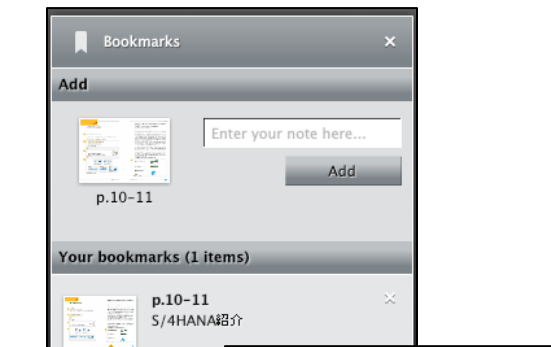 Bookmarks
Add
Enter your note here...
Add
p.10-11
Your bookmarks (1 items)
p.10-11
S/4HANA紹介